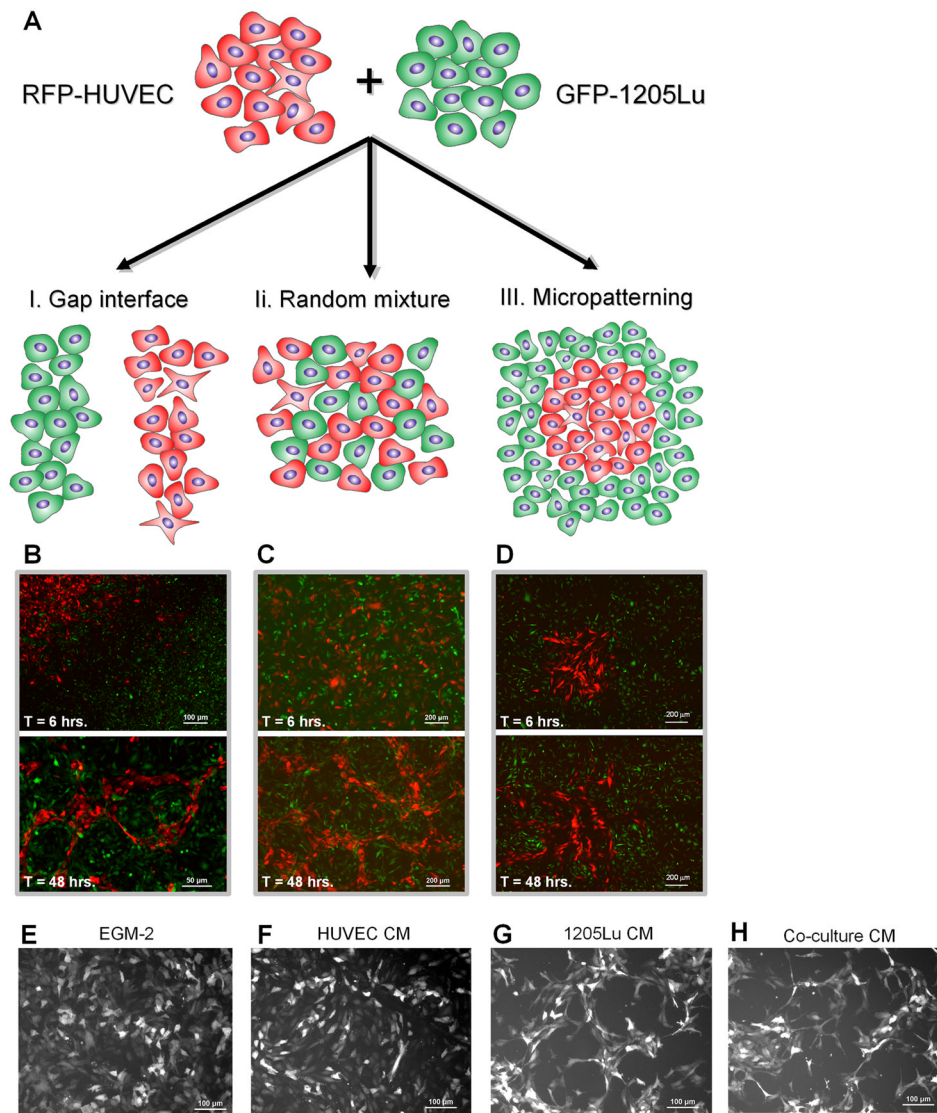 A
RFP-HUVEC
+
GFP-1205Lu
I. Gap interface
Ii. Random mixture
III. Micropatterning
B
C
D
T = 6 hrs.
100 µm
T = 6 hrs.
200 µm
T = 6 hrs.
200 µm
T = 48 hrs.
50 µm
T = 48 hrs.
200 µm
T = 48 hrs.
200 µm
E
EGM-2
F
HUVEC CM
G
1205Lu CM
H
Co-culture CM
100 µm
100 µm
100 µm
100 µm